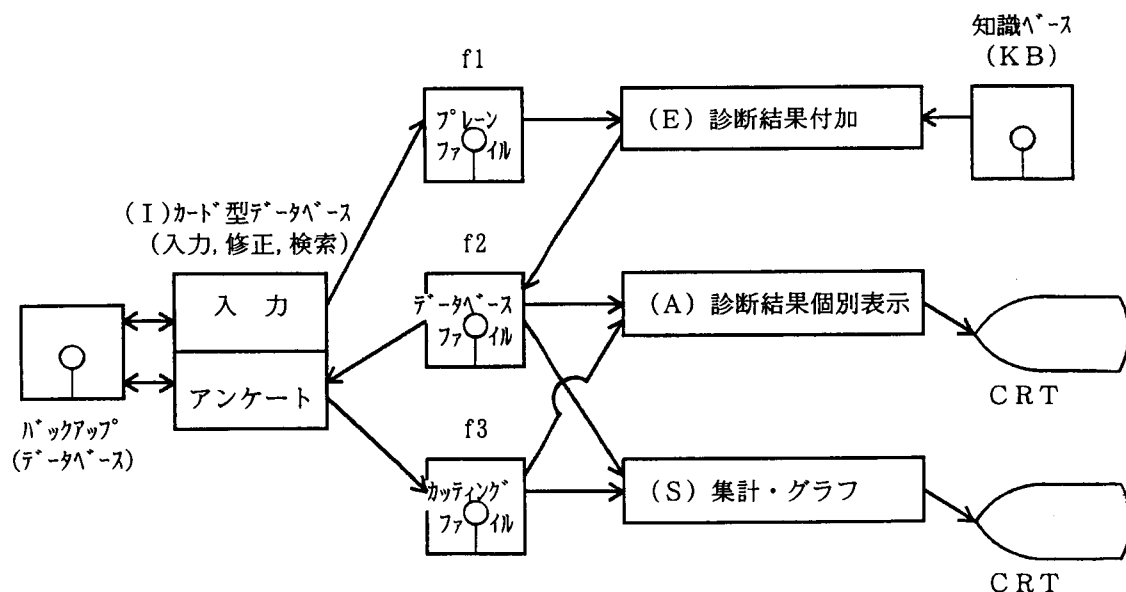 知識ﾍﾞｰｽ
(KB)
f1
ﾌﾟﾚｰﾝ
ﾌｧｲﾙ
(E)診断結果付加
(I)ｶｰﾄﾞ型ﾃﾞｰﾀﾍﾞｰｽ
(入力,修正,検索)
f2
入 力
ﾃﾞｰﾀﾍﾞｰｽ
ﾌｧｲﾙ
(A)診断結果個別表示
アンケート
CRT
ﾊﾞｯｸｱｯﾌﾟ
(ﾃﾞｰﾀﾍﾞｰｽ)
f3
ｶｯﾃｨﾝｸﾞ
ﾌｧｲﾙ
(S)集計・グラフ
CRT